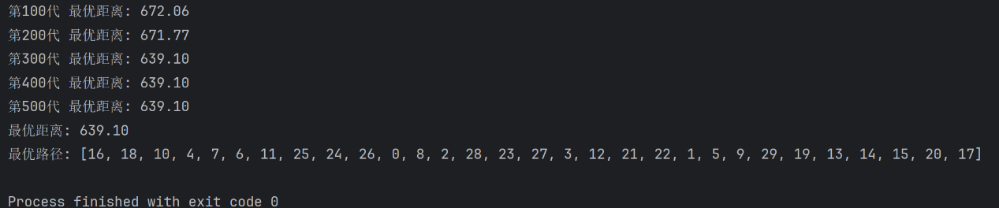 第100代 最优距离: 672.06
第200代 最优距离: 671.77
第300代 最优距离: 639.10
第400代 最优距离: 639.10
第500代 最优距离: 639.10
最优距离: 639.10
最优路径: [16, 18, 10, 4, 7, 6, 11, 25, 24, 26, 0, 8, 2, 28, 23, 27, 3, 12, 21, 22, 1, 5, 9, 29, 19, 13, 14, 15, 20, 17]
Process finished with exit code 0